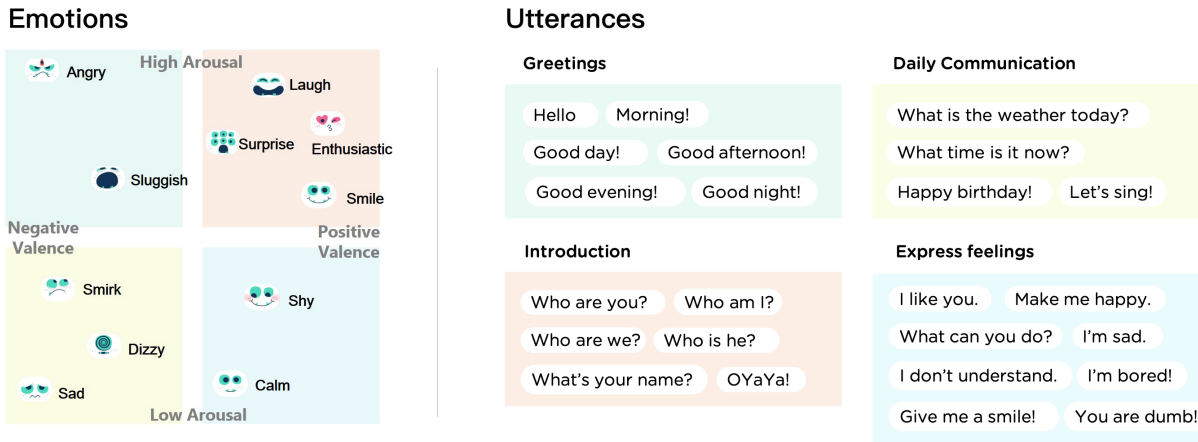 Emotions
High Arousal
Angry
Laugh
Surprise
Enthusiastic
Sluggish
Smile
Negative
Valence
Positive
Valence
Smirk
Shy
Dizzy
Sad
Calm
Low Arousal
Utterances
Greetings
Hello
Morning!
Good day!
Good afternoon!
Good evening!
Good night!
Daily Communication
What is the weather today?
What time is it now?
Happy birthday!
Let's sing!
Introduction
Who are you?
Who am I?
Who are we?
Who is he?
What's your name?
OYaYa!
Express feelings
I like you.
Make me happy.
What can you do?
I'm sad.
I don't understand.
I'm bored!
Give me a smile!
You are dumb!